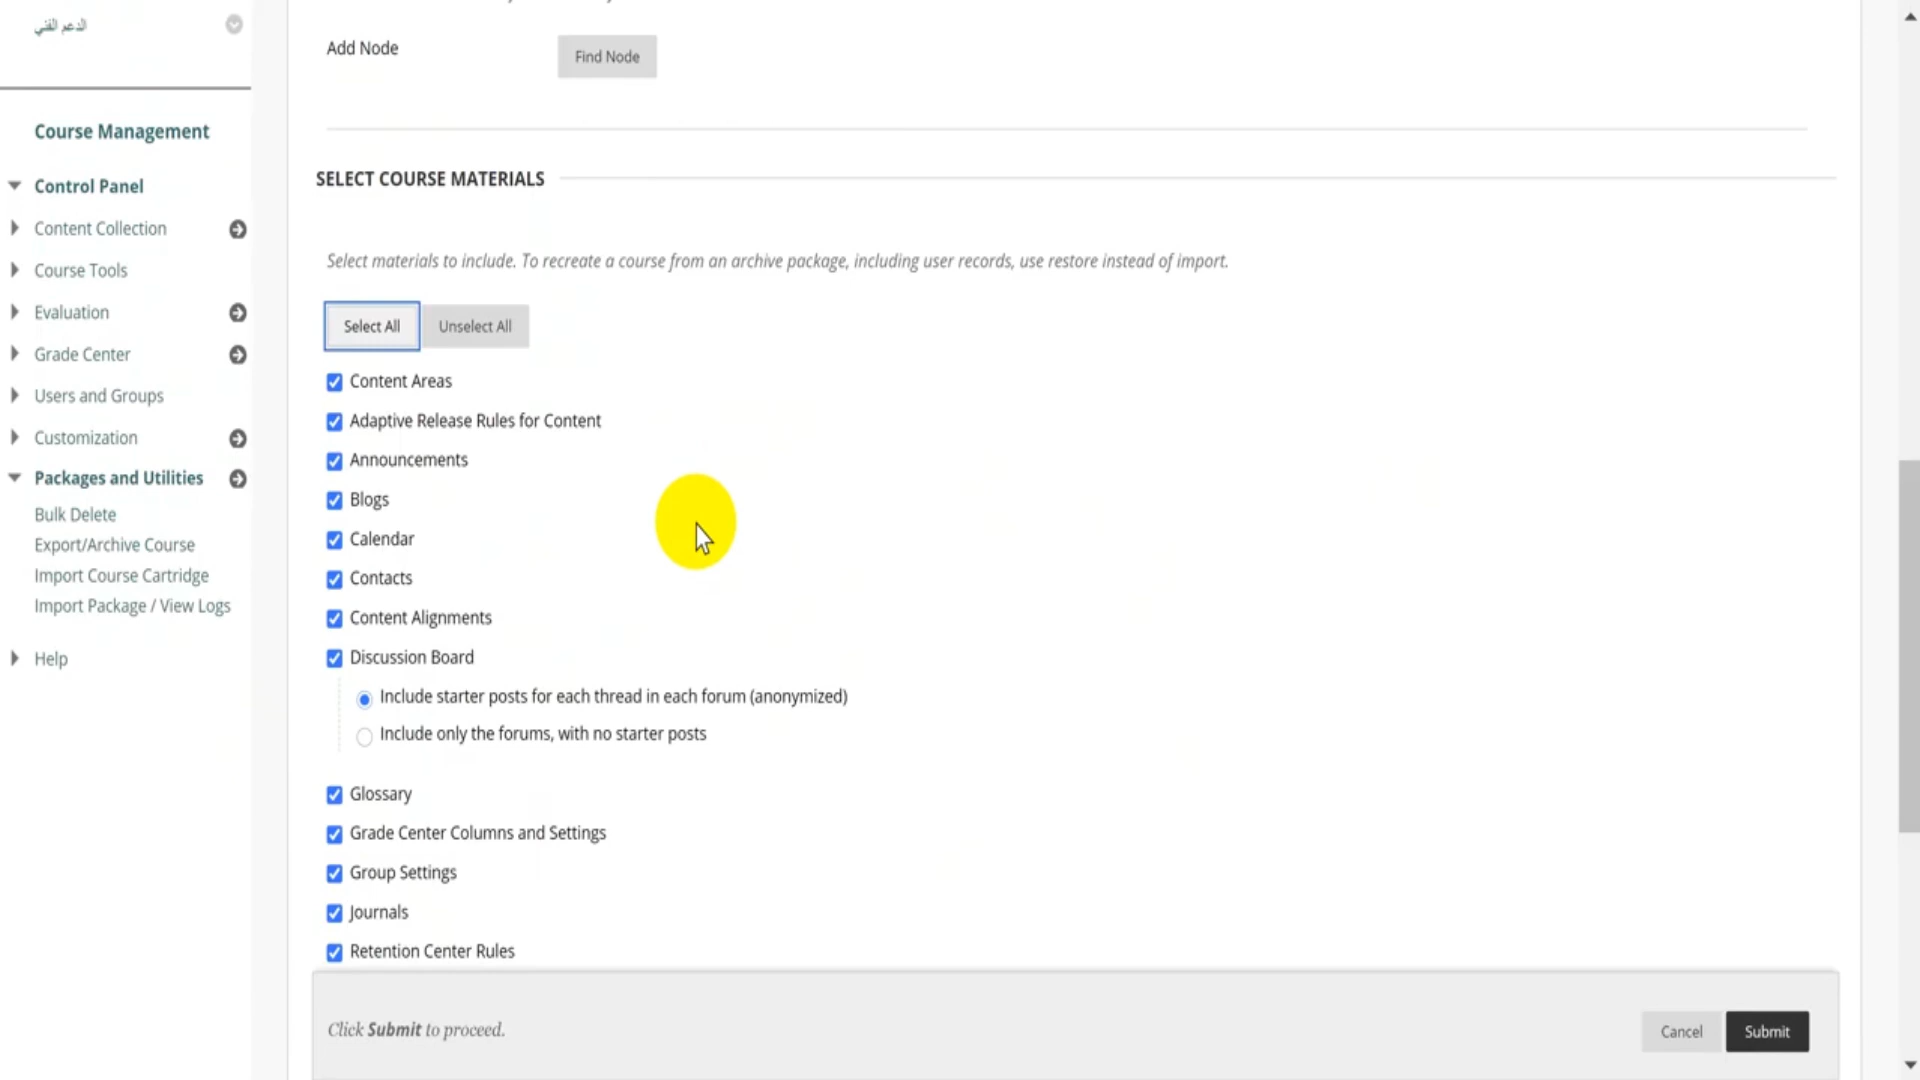 الدعم الفني
Course Management
Control Panel
Content Collection
Course Tools
Evaluation
Grade Center
Users and Groups
Customization
Packages and Utilities
Bulk Delete
Export/Archive Course
Import Course Cartridge
Import Package / View Logs
Help
Add Node
Find Node
SELECT COURSE MATERIALS
Select materials to include. To recreate a course from an archive package, including user records, use restore instead of import.
Select All
Unselect All
Content Areas
Adaptive Release Rules for Content
Announcements
Blogs
Calendar
Contacts
Content Alignments
Discussion Board
Include starter posts for each thread in each forum (anonymized)
Include only the forums, with no starter posts
Glossary
Grade Center Columns and Settings
Group Settings
Journals
Retention Center Rules
Click Submit to proceed.
Cancel
Submit